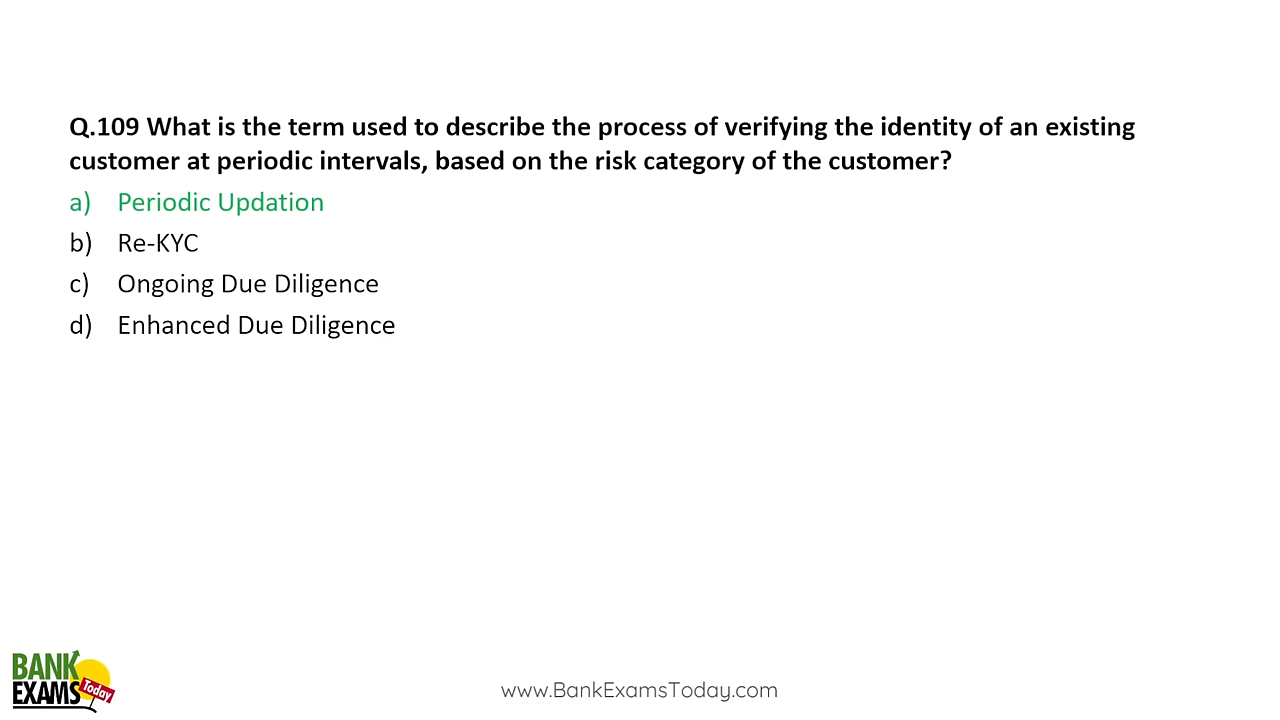 Q.109 What is the term used to describe the process of verifying the identity of an existing
customer at periodic intervals, based on the risk category of the customer?
a) Periodic Updation
b) Re-KYC
c) Ongoing Due Diligence
d) Enhanced Due Diligence
BANK
EXAMS Today
www.BankExamsToday.com